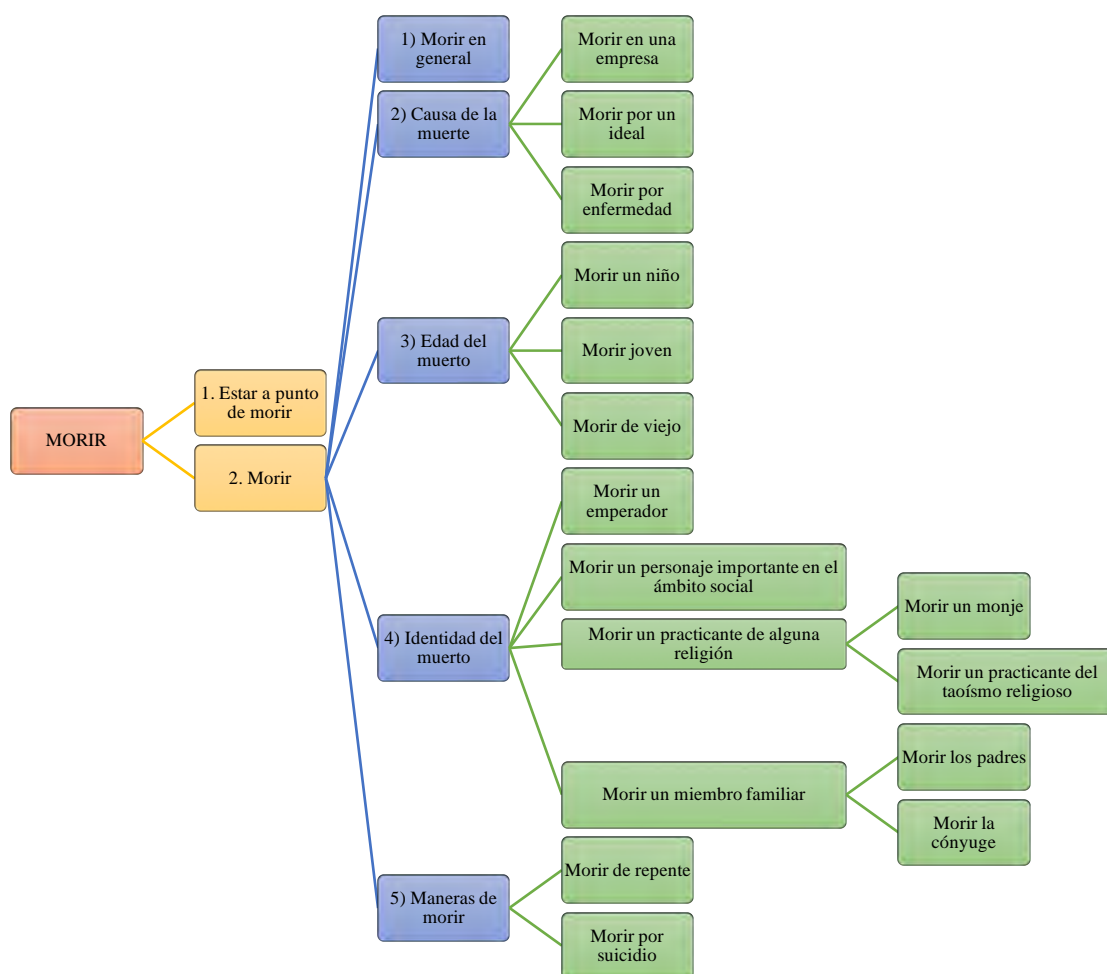 MORIR
1. Estar a punto
de morir
2. Morir
1) Morir en
general
2) Causa de la
muerte
Morir en una
empresa
Morir por un
ideal
Morir por
enfermedad
3) Edad del
muerto
Morir un niño
Morir joven
Morir de viejo
4) Identidad del
muerto
Morir un
emperador
Morir un personaje importante en el
ámbito social
Morir un practicante de alguna
religión
Morir un monje
Morir un practicante del
taoísmo religioso
Morir un miembro familiar
Morir los padres
Morir la
cónyuge
5) Maneras de
morir
Morir de repente
Morir por
suicidio